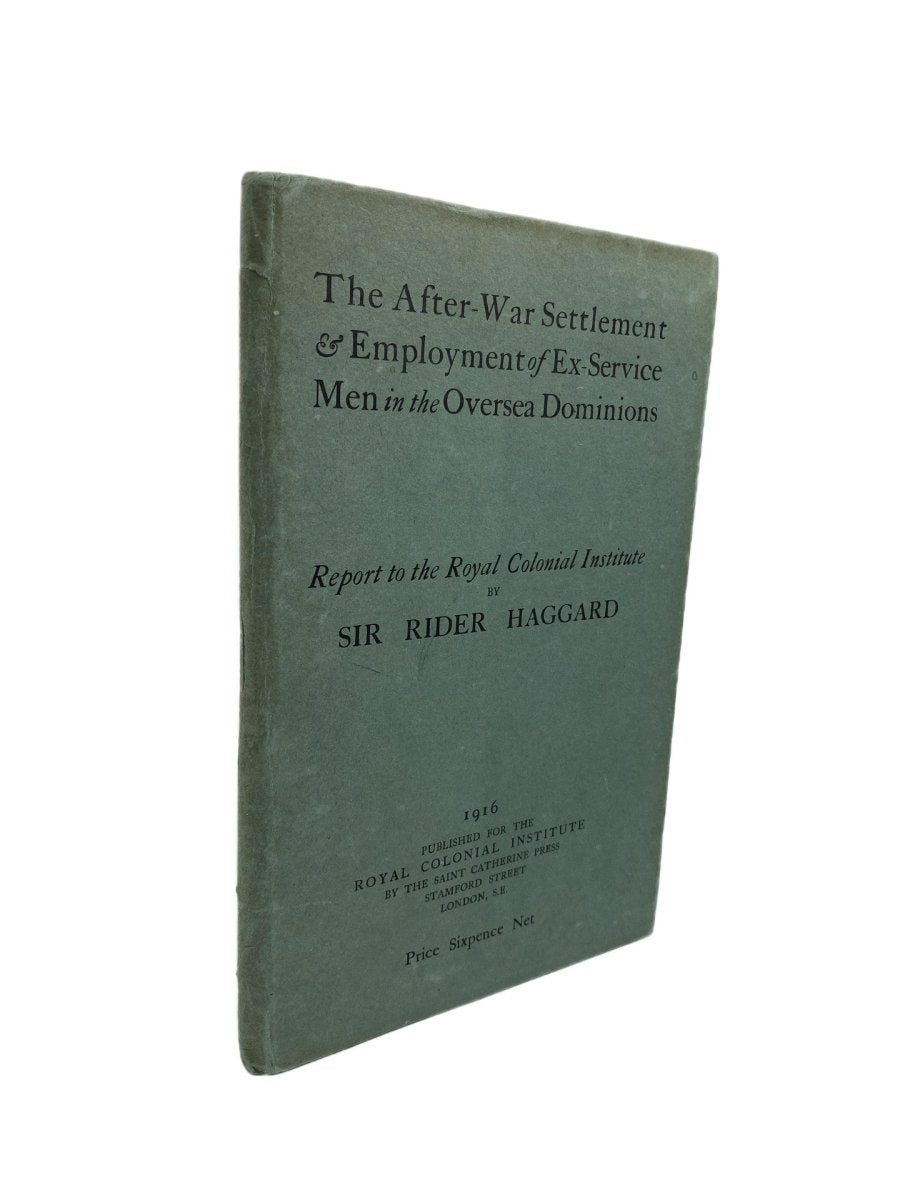 The After-War Settlement
& Employment of Ex-Service
Men in the Oversea Dominions
Report to the Royal Colonial Institute
BY
SIR RIDER HAGGARD
1916
PUBLISHED FOR THE
ROYAL COLONIAL INSTITUTE
BY THE SAINT CATHERINE PRESS
STAMFORD STREET
LONDON, S.E.
Price Sixpence Net